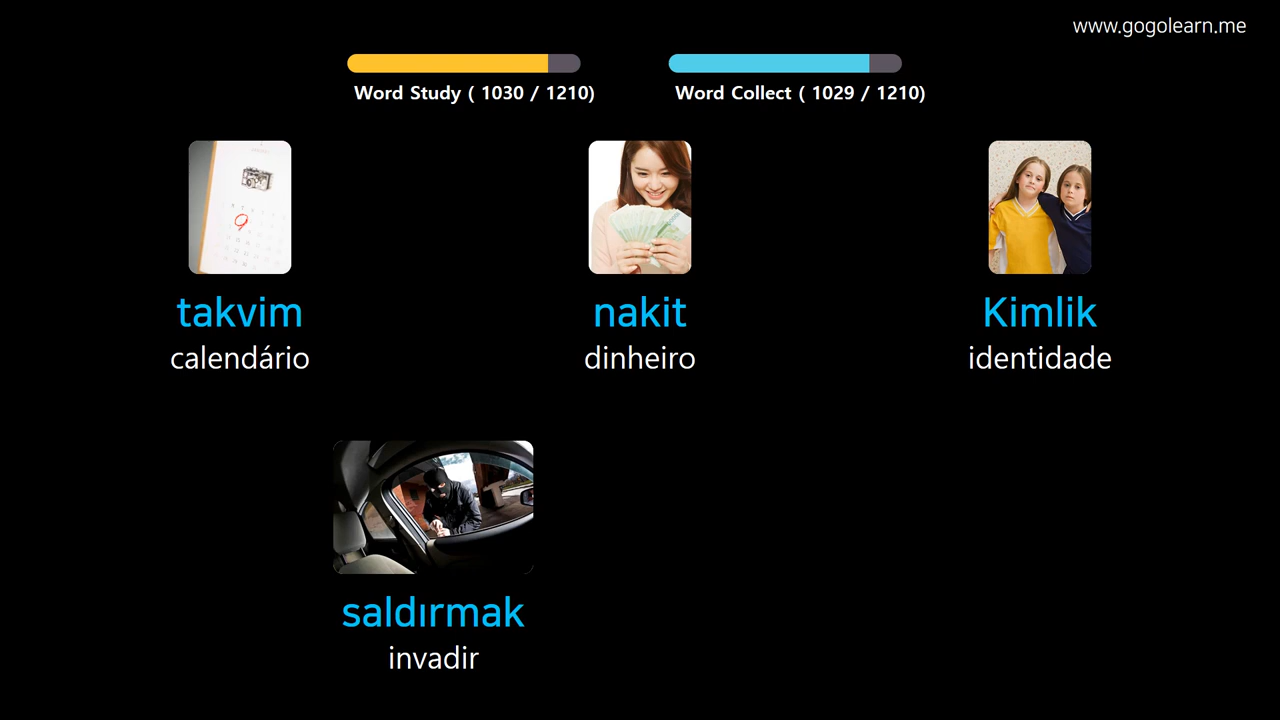 www.gogolearn.me
Word Study ( 1030 / 1210)
Word Collect ( 1029 / 1210)
takvim
calendário
nakit
dinheiro
Kimlik
identidade
saldırmak
invadir